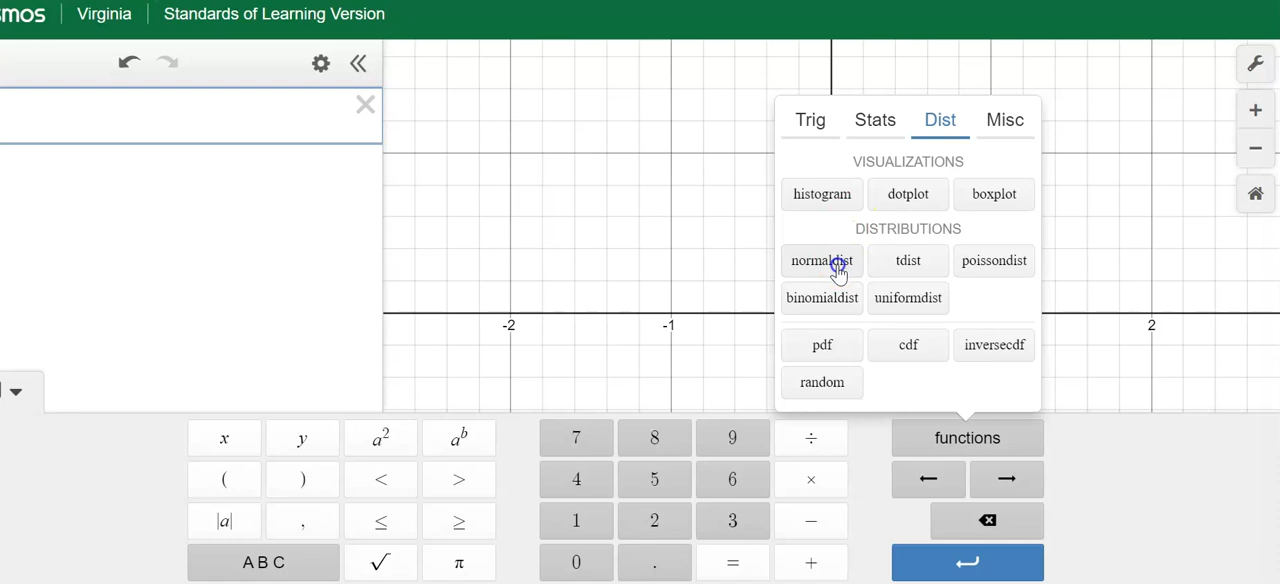 mos Virginia Standards of Learning Version
Trig Stats Dist Misc
VISUALIZATIONS
histogram dotplot boxplot
DISTRIBUTIONS
normaldist tdist poissondist
binomialdist uniformdist
-2 -1 2
pdf cdf inversecdf
random
x y a² aᵇ 7 8 9 ÷ functions
( ) < > 4 5 6 × ← →
|a| , ≤ ≥ 1 2 3 −
A B C √ π 0 . = +